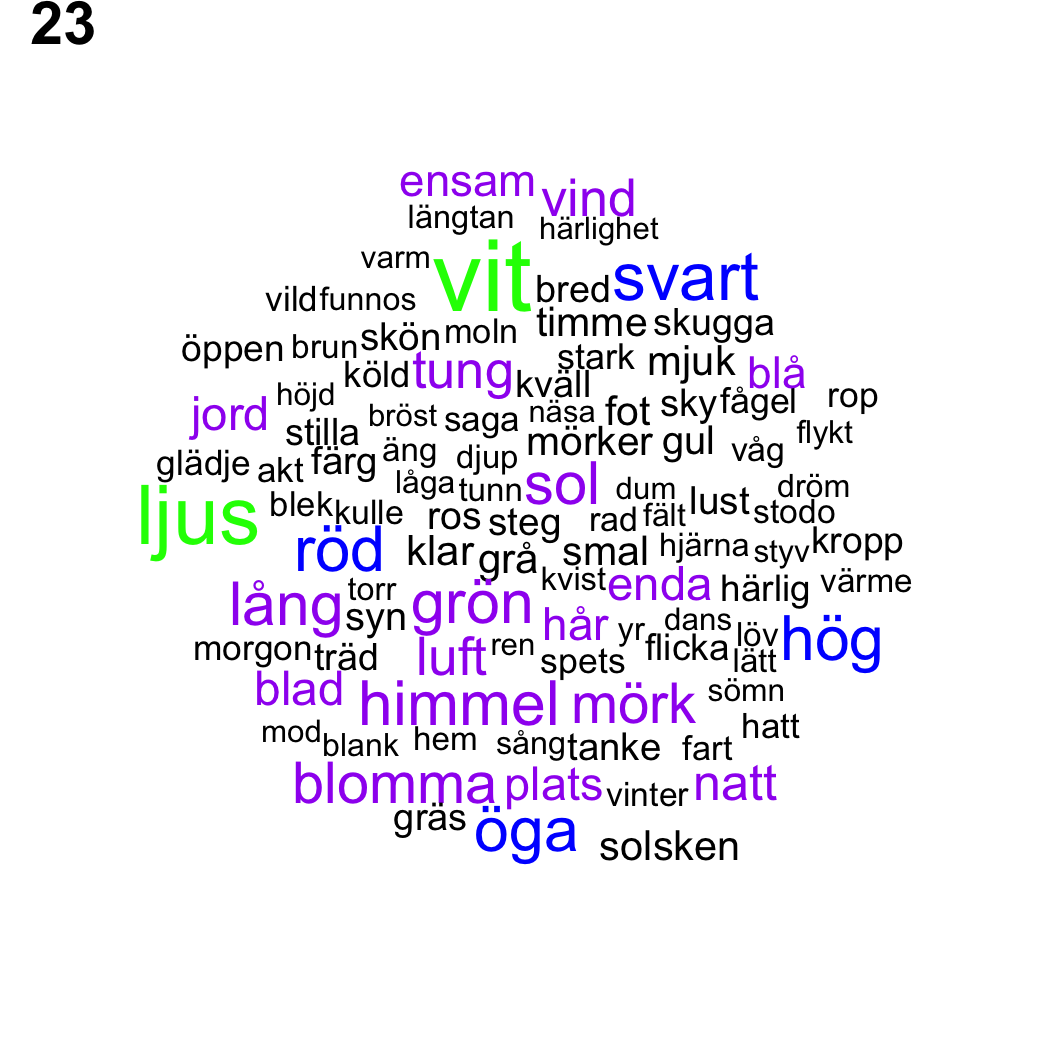 23
ensam vind
längtan härlighet
varm vit bred svart
vild funnos timme skugga
öppen brun skön moln stark mjuk blå
köld tung kväll
jord höjd bröst saga näsa fot sky fågel rop
stilla mörker gul våg flykt
glädje akt färg äng djup
låga tunn sol dum lust dröm
ljus blek kulle ros steg rad fält stodo
röd klar grå smal hjärna styv kropp
lång torr grön kvist enda härlig värme
syn hår yr dans löv hög
morgon träd luft ren spets flicka lätt
blad himmel mörk sömn
mod blank hem sång tanke fart hatt
blomma plats vinter natt
gräs öga solsken